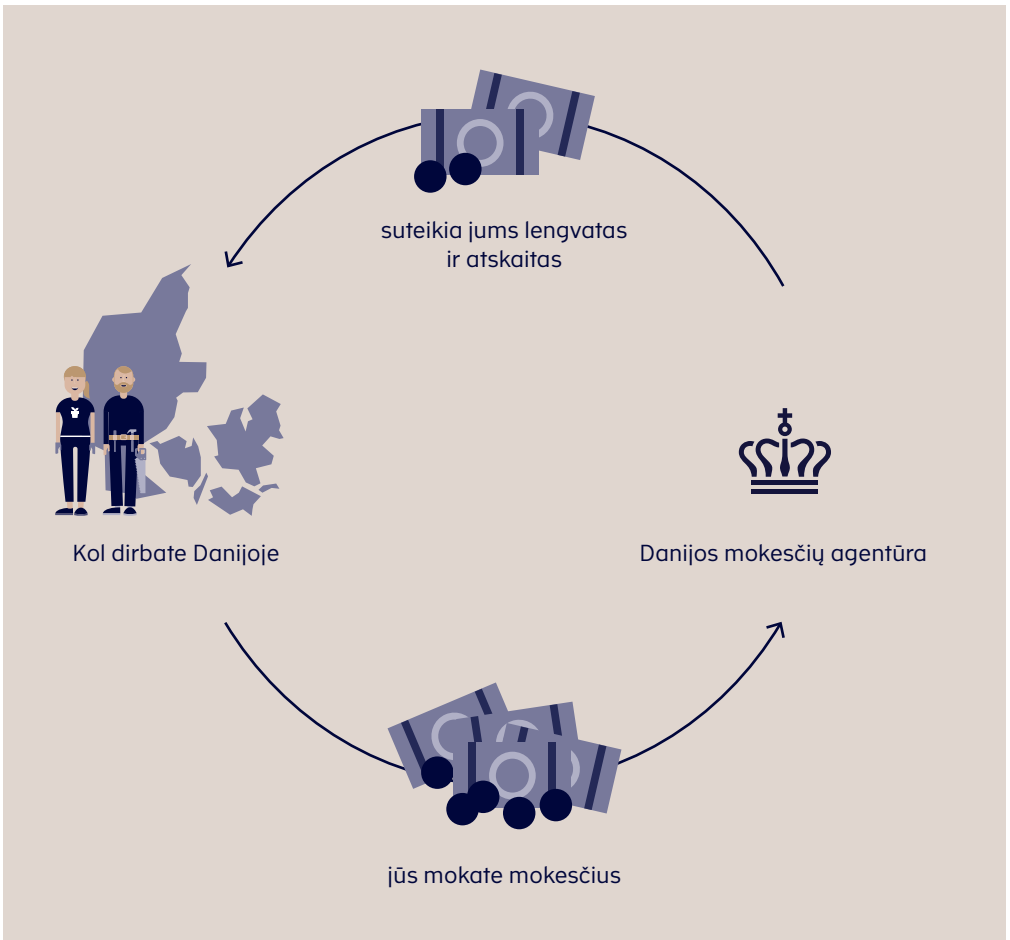 suteikia jums lengvatas
ir atskaitas
Kol dirbate Danijoje
Danijos mokesčių agentūra
jūs mokate mokesčius